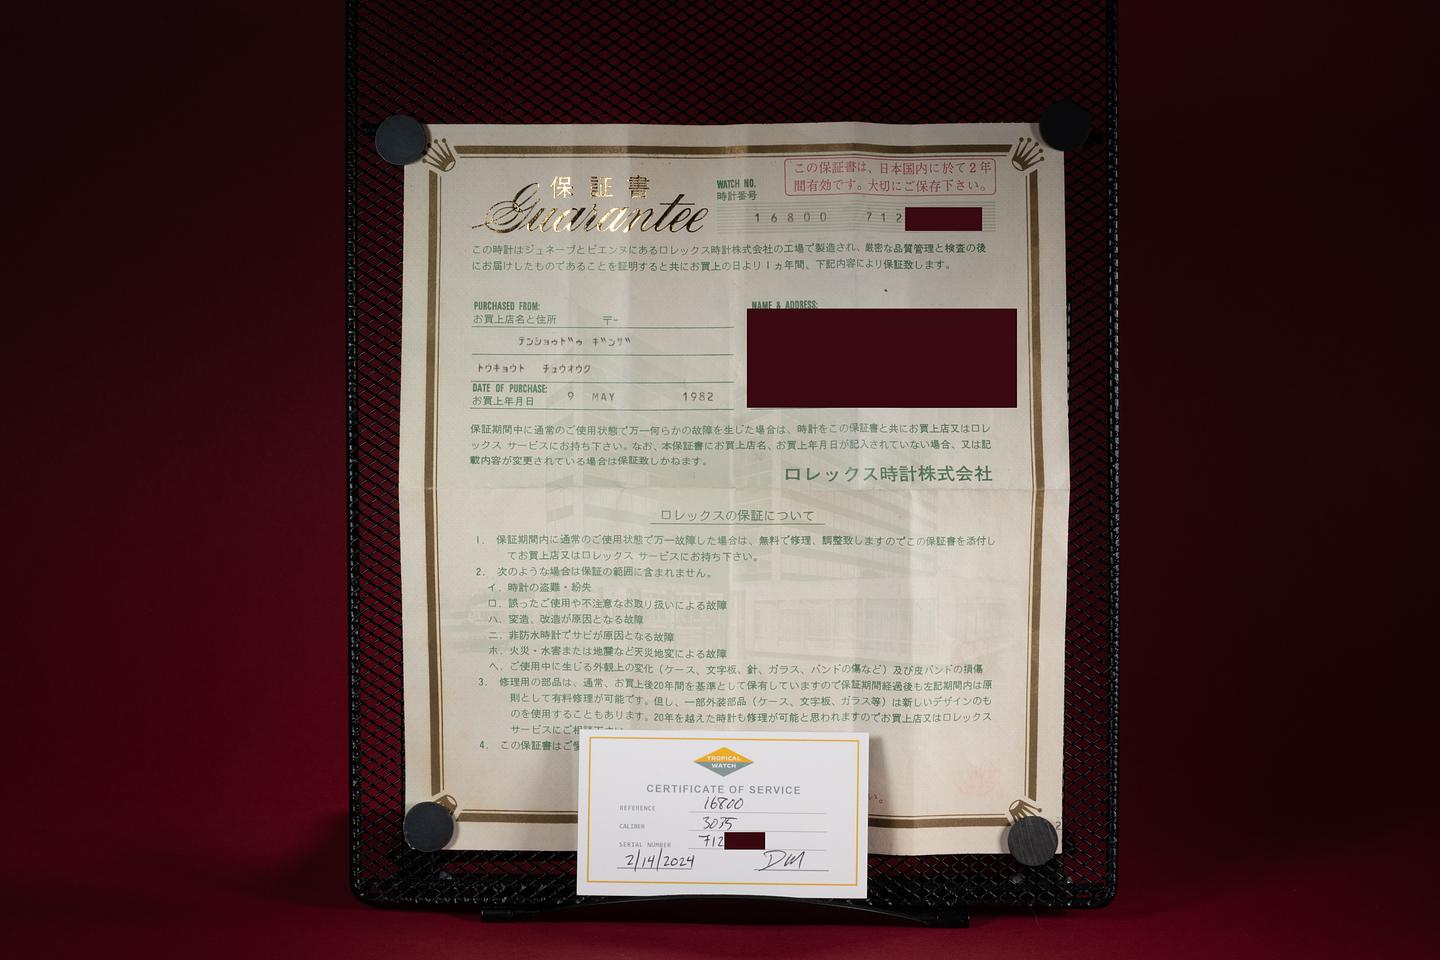 保証書
Guarantee
この保証書は、日本国内に於て2年
間有効です。大切にご保存下さい。
WATCH NO.
時計番号
16800 712
この時計はジュネーブとビエンヌにあるロレックス時計株式会社の工場で製造され、厳密な品質管理と検査の後
にお届けしたものであることを証明すると共にお買上の日より1ヵ年間、下記内容により保証致します。
PURCHASED FROM:
お買上店名と住所 〒-
テンショウドウ ギンザ
トウキョウト チュウオウク
DATE OF PURCHASE:
お買上年月日 9 MAY 1982
NAME & ADDRESS:
保証期間中に通常のご使用状態で万一何らかの故障を生じた場合は、時計をこの保証書と共にお買上店又はロレ
ックス サービスにお持ち下さい。なお、本保証書にお買上店名、お買上年月日が記入されていない場合、又は記
載内容が変更されている場合は保証致しかねます。
ロレックス時計株式会社
ロレックスの保証について
1. 保証期間内に通常のご使用状態で万一故障した場合は、無料で修理、調整致しますのでこの保証書を添付し
てお買上店又はロレックス サービスにお持ち下さい。
2. 次のような場合は保証の範囲に含まれません。
イ. 時計の盗難・紛失
ロ. 誤ったご使用や不注意なお取り扱いによる故障
ハ. 変造、改造が原因となる故障
ニ. 非防水時計でサビが原因となる故障
ホ. 火災・水害または地震など天災地変による故障
ヘ. ご使用中に生じる外観上の変化（ケース、文字板、針、ガラス、バンドの傷など）及び皮バンドの損傷
3. 修理用の部品は、通常、お買上後20年間を基準として保有していますので保証期間経過後も左記期間内は原
則として有料修理が可能です。但し、一部外装部品（ケース、文字板、ガラス等）は新しいデザインのも
のを使用することもあります。20年を越えた時計も修理が可能と思われますのでお買上店又はロレックス
サービスにご相談下さい。
4. この保証書はご
い。
2
TROPICAL
WATCH
CERTIFICATE OF SERVICE
REFERENCE 16800
CALIBER 3035
SERIAL NUMBER 712
2/14/2024 DM